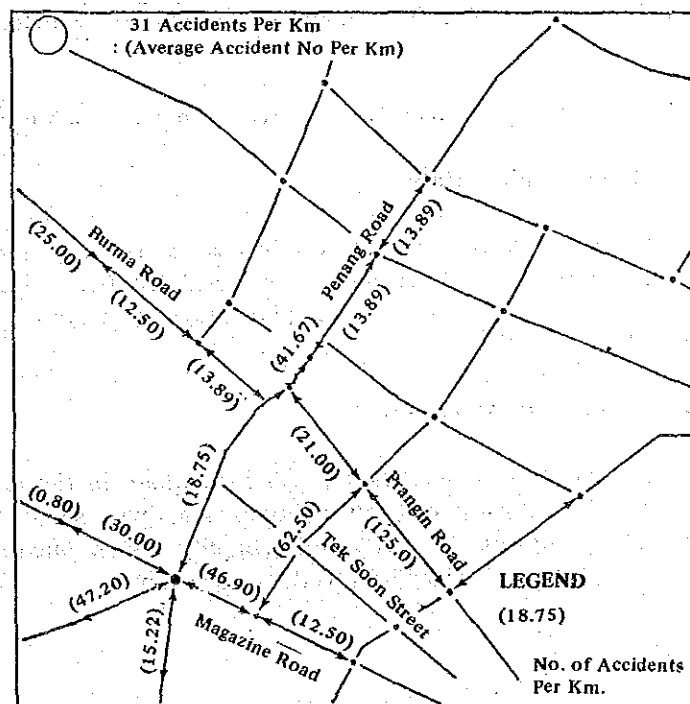 31 Accidents Per Km
: (Average Accident No Per Km)
Burma Road
(25.00)
(12.50)
(13.89)
Penang Road
(13.89)
(13.89)
(41.67)
(18.75)
(21.00)
Prangin Road
(125.0)
(62.50)
Tek Soon Street
(0.80)
(30.00)
(47.20)
(15.22)
(46.90)
(12.50)
Magazine Road
LEGEND
(18.75)
No. of Accidents
Per Km.